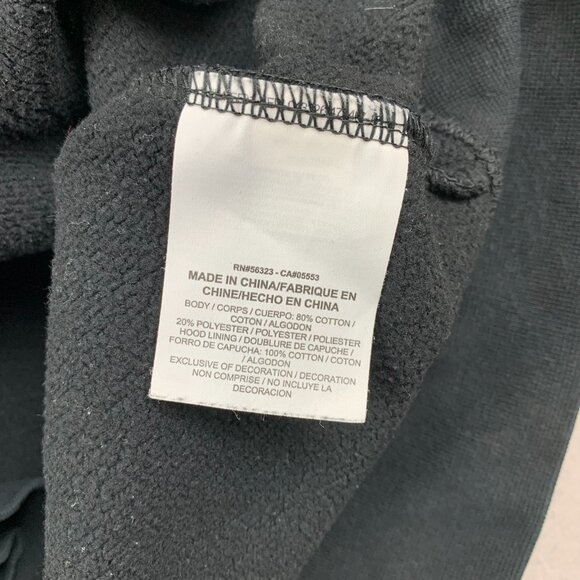 RN#56323 - CA#05553
MADE IN CHINA/FABRIQUE EN
CHINE/HECHO EN CHINA
BODY / CORPS / CUERPO: 80% COTTON /
COTON / ALGODON
20% POLYESTER / POLYESTER / POLIESTER
HOOD LINING / DOUBLURE DE CAPUCHE /
FORRO DE CAPUCHA: 100% COTTON / COTON
/ ALGODON
EXCLUSIVE OF DECORATION / DECORATION
NON COMPRISE / NO INCLUYE LA
DECORACION